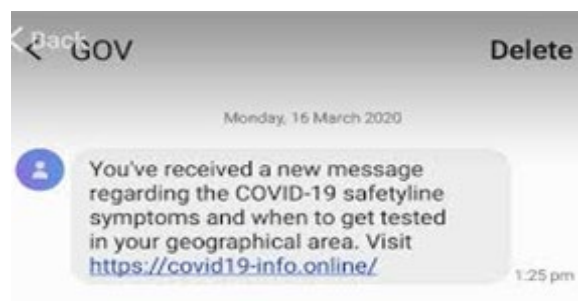 Back
GOV
Delete
Monday, 16 March 2020
You've received a new message
regarding the COVID-19 safetyline
symptoms and when to get tested
in your geographical area. Visit
https://covid19-info.online/
1:25 pm